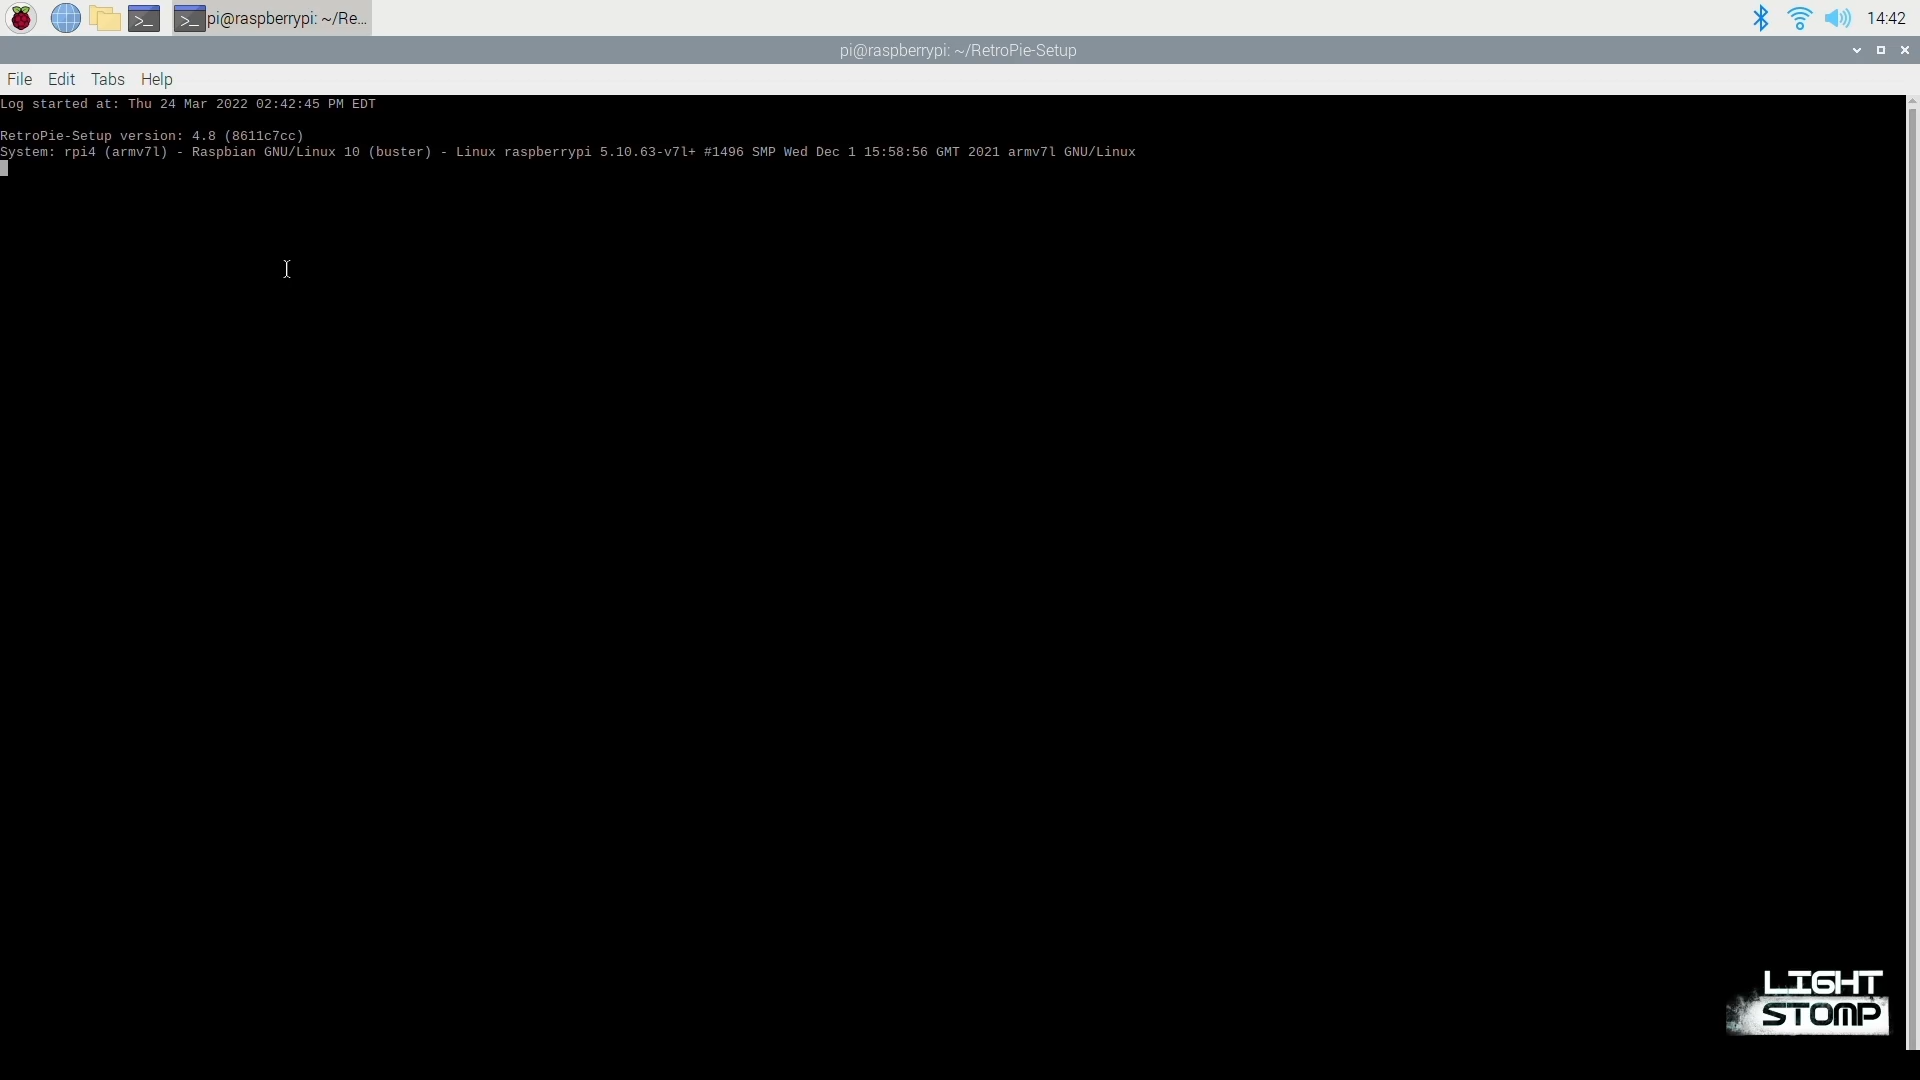 pi@raspberrypi: ~/Re...
14:42
pi@raspberrypi: ~/RetroPie-Setup
File Edit Tabs Help
Log started at: Thu 24 Mar 2022 02:42:45 PM EDT
RetroPie-Setup version: 4.8 (8611c7cc)
System: rpi4 (armv7l) - Raspbian GNU/Linux 10 (buster) - Linux raspberrypi 5.10.63-v7l+ #1496 SMP Wed Dec 1 15:58:56 GMT 2021 armv7l GNU/Linux
LIGHT
STOMP